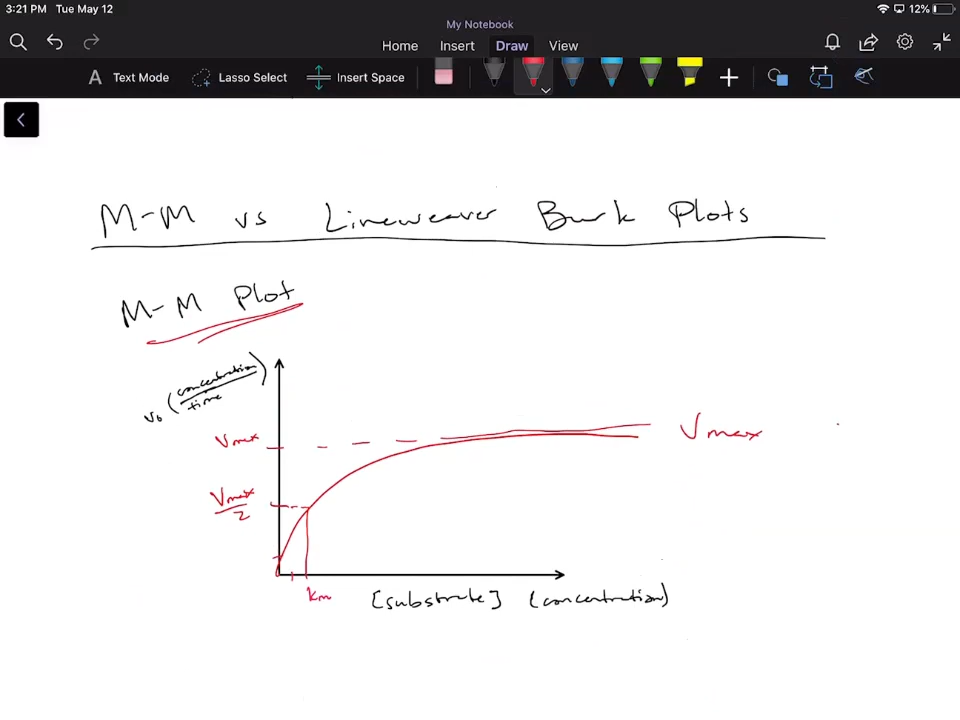 3:21 PM Tue May 12
12%
My Notebook
Home Insert Draw View
Text Mode Lasso Select Insert Space
M-M vs Lineweaver Burk Plots
M-M Plot
v₀ (concentration/time)
Vmax
Vmax
Vmax/2
km
[substrate] (concentration)